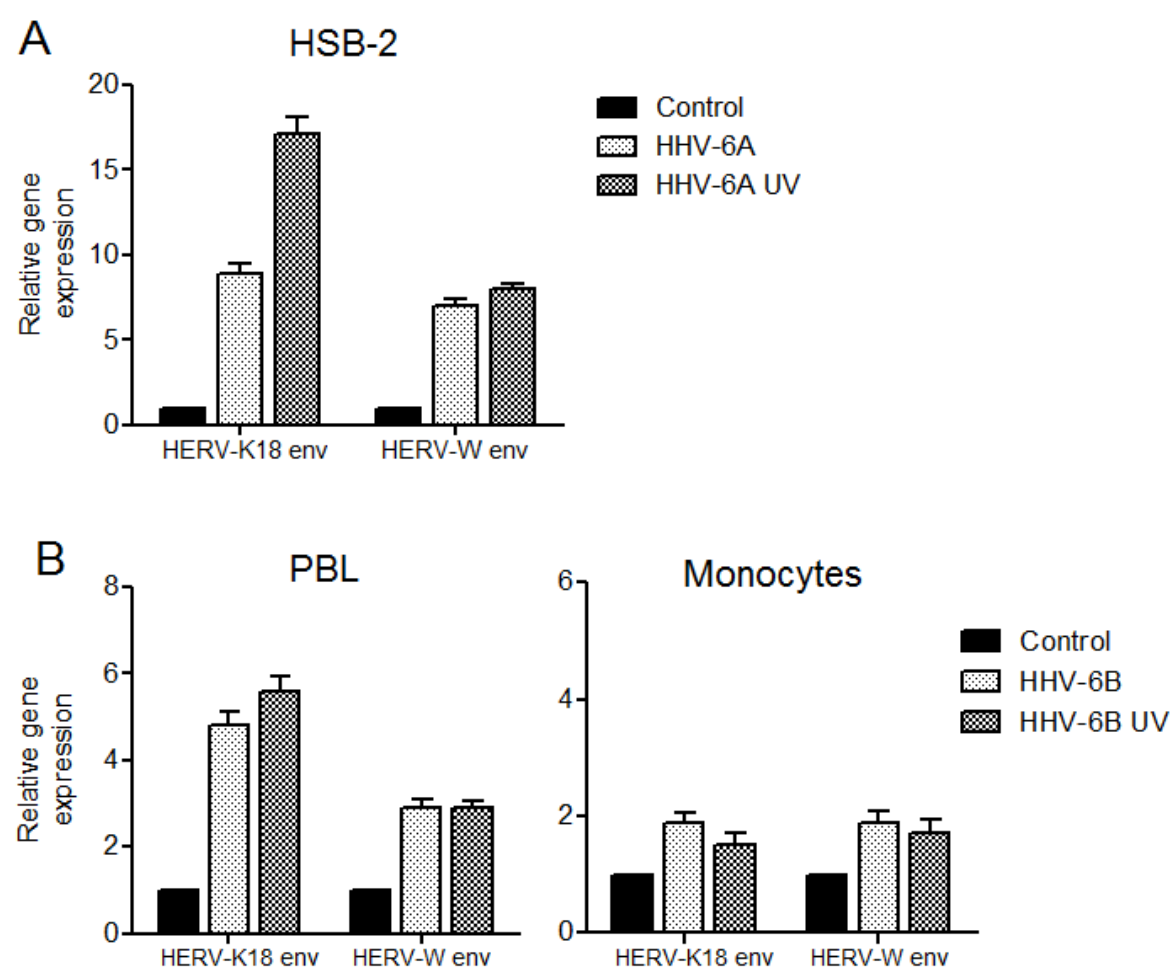 A
HSB-2
20
15
10
5
0
Relative gene
expression
HERV-K18 env
HERV-W env
Control
HHV-6A
HHV-6A UV
B
PBL
8
6
4
2
0
Relative gene
expression
HERV-K18 env
HERV-W env
Monocytes
6
4
2
0
HERV-K18 env
HERV-W env
Control
HHV-6B
HHV-6B UV